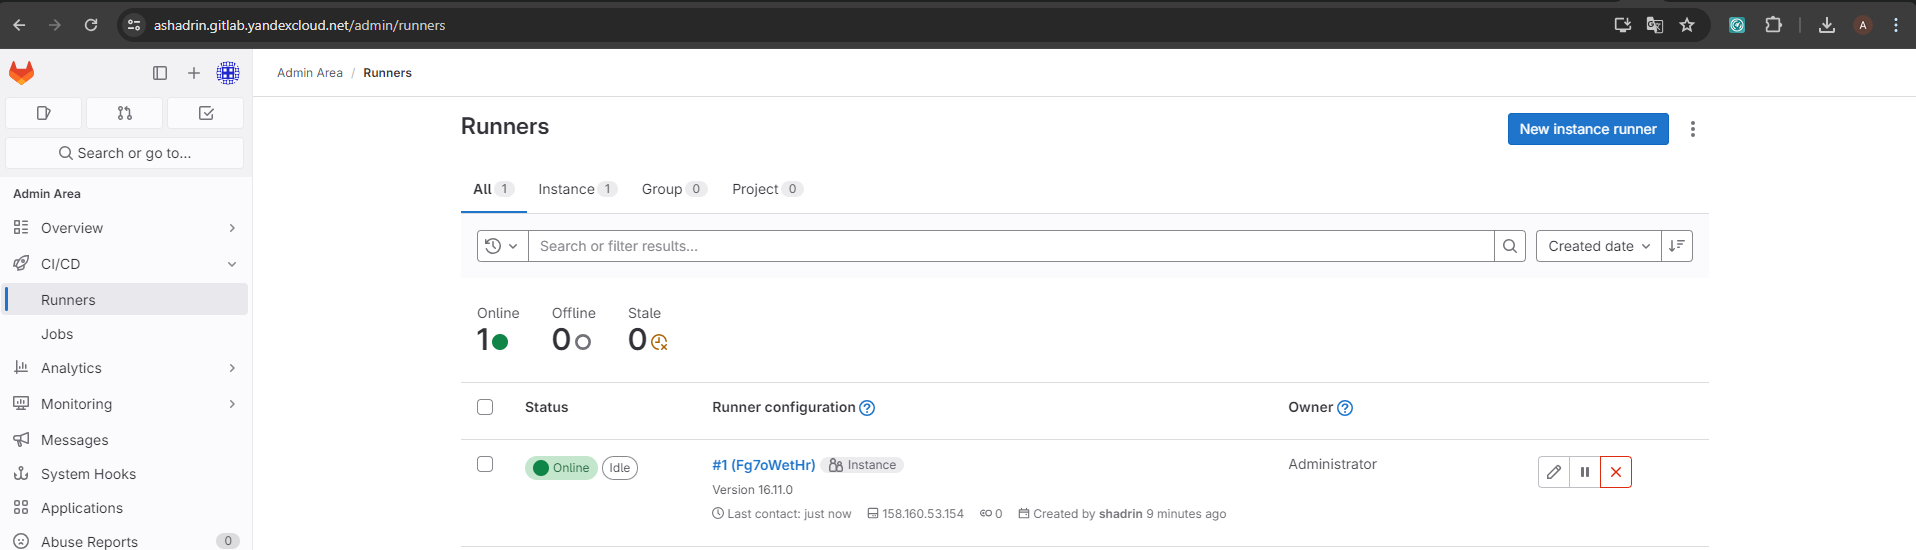 ashadrin.gitlab.yandexcloud.net/admin/runners
A
Admin Area / Runners
Search or go to...
Admin Area
Overview
CI/CD
Runners
Jobs
Analytics
Monitoring
Messages
System Hooks
Applications
Abuse Reports 0
Runners
New instance runner
All 1 Instance 1 Group 0 Project 0
Search or filter results...
Created date
Online Offline Stale
1 0 0
Status Runner configuration Owner
Online Idle #1 (Fg7oWetHr) Instance Administrator
Version 16.11.0
Last contact: just now 158.160.53.154 0 Created by shadrin 9 minutes ago